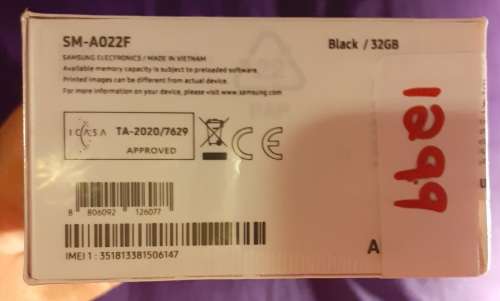 SM-A022F
Black / 32GB
SAMSUNG ELECTRONICS / MADE IN VIETNAM
Available memory capacity is subject to preloaded software.
Printed images can be different from actual device.
For more information on your device, please visit www.samsung.com
ICASA TA-2020/7629
APPROVED
CE
1299
8 806092 126077
A
IMEI 1 : 351813381506147